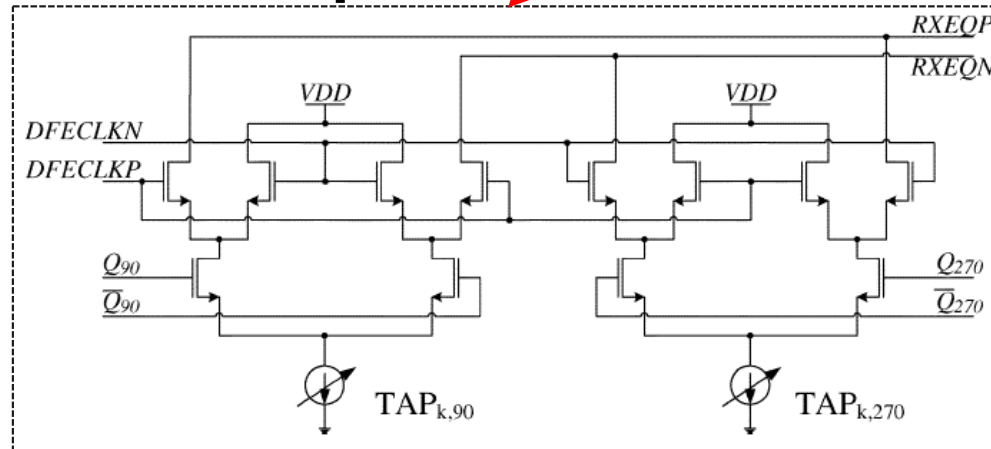 RXEQP
RXEQN
VDD VDD
DFECLKN
DFECLKP
Q90 Q270
Q̅90 Q̅270
TAPk,90 TAPk,270